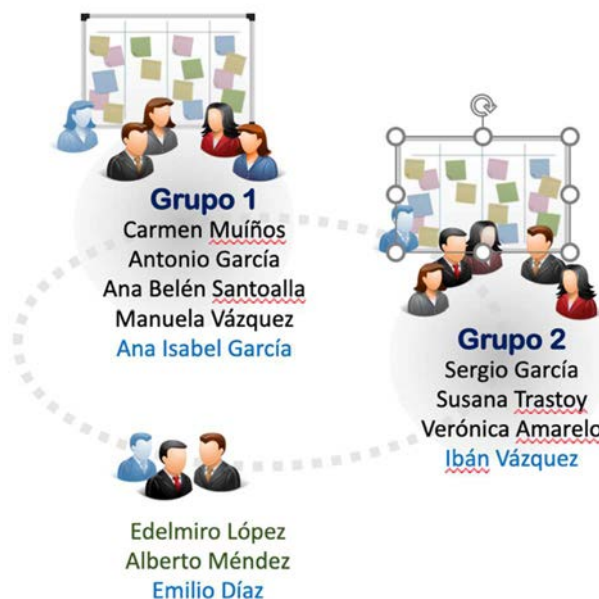 Grupo 1
Carmen Muíños
Antonio García
Ana Belén Santoalla
Manuela Vázquez
Ana Isabel García
Grupo 2
Sergio García
Susana Trastoy
Verónica Amarelo
Ibán Vázquez
Edelmiro López
Alberto Méndez
Emilio Díaz